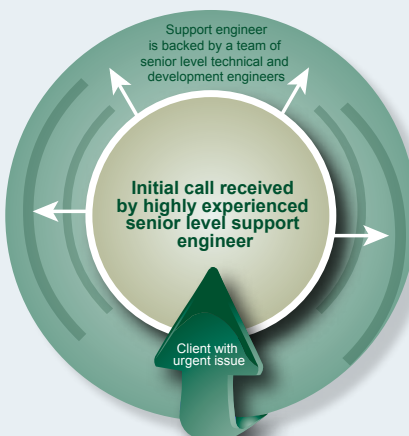 Support engineer
is backed by a team of
senior level technical and
development engineers
Initial call received
by highly experienced
senior level support
engineer
Client with
urgent issue